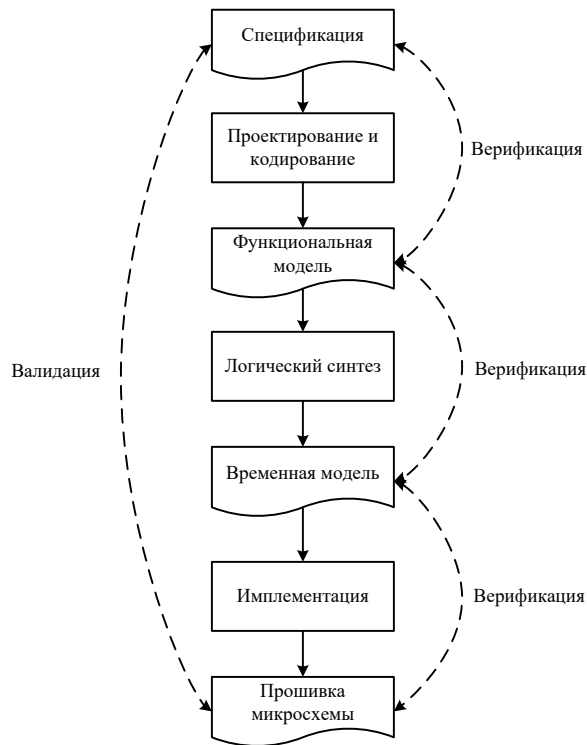 Спецификация
Проектирование и
кодирование
Верификация
Функциональная
модель
Валидация
Логический синтез
Верификация
Временная модель
Имплементация
Верификация
Прошивка
микросхемы